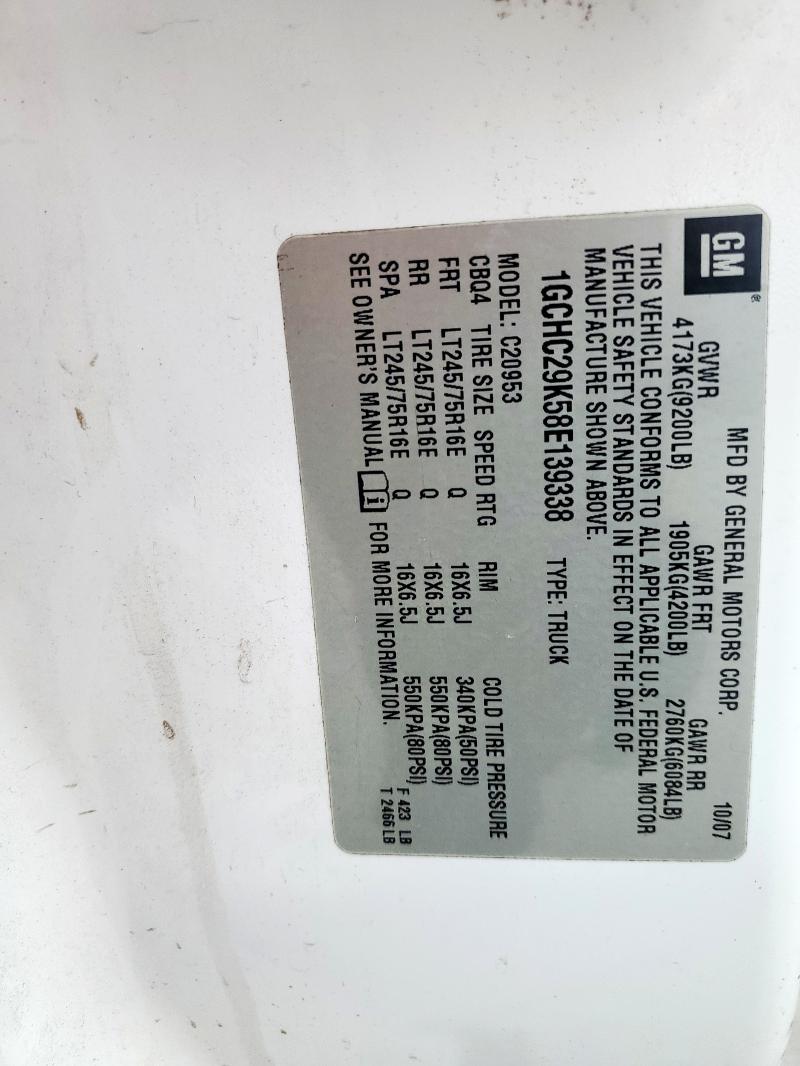 GM
MFD BY GENERAL MOTORS CORP. 10/07
GVWR GAWR FRT GAWR RR
4173KG(9200LB) 1905KG(4200LB) 2760KG(6084LB)
THIS VEHICLE CONFORMS TO ALL APPLICABLE U.S. FEDERAL MOTOR
VEHICLE SAFETY STANDARDS IN EFFECT ON THE DATE OF
MANUFACTURE SHOWN ABOVE.
1GCHC29K58E139338 TYPE: TRUCK
MODEL: C20953
CBQ4 TIRE SIZE SPEED RTG RIM COLD TIRE PRESSURE
FRT LT245/75R16E Q 16X6.5J 340KPA(50PSI)
RR LT245/75R16E Q 16X6.5J 550KPA(80PSI)
SPA LT245/75R16E Q 16X6.5J 550KPA(80PSI)
SEE OWNER'S MANUAL i FOR MORE INFORMATION.
F 423 LB
T 2466 LB